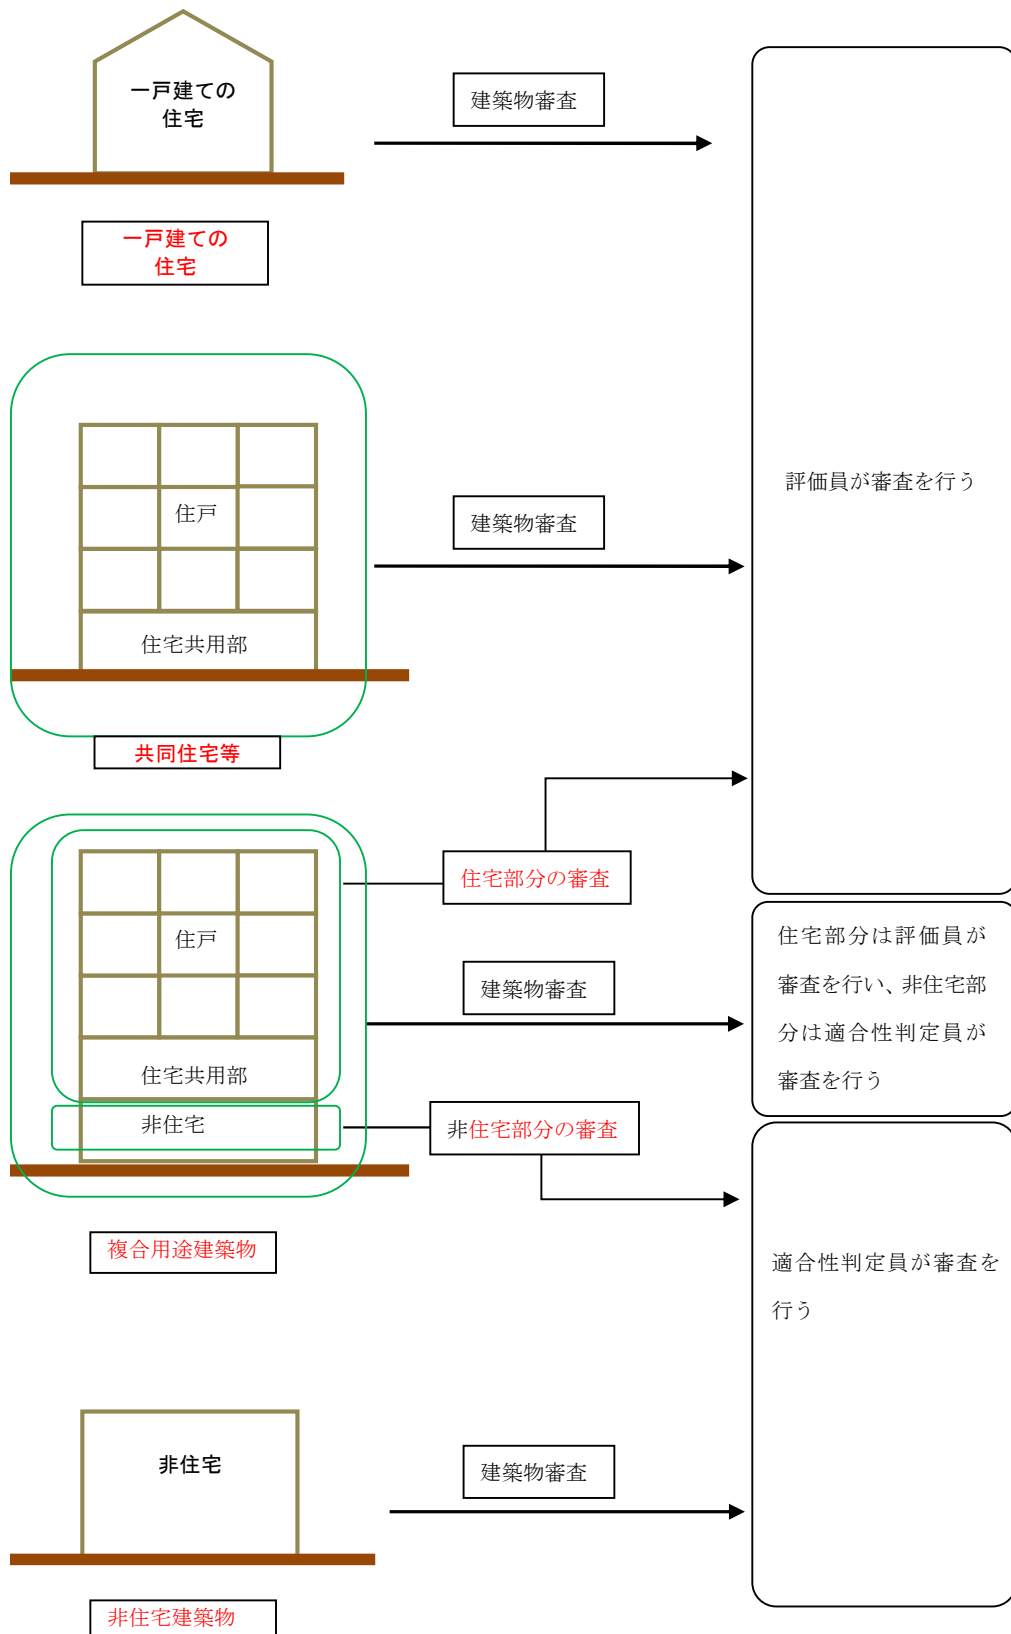 一戸建ての
住宅
建築物審査
一戸建ての
住宅
評価員が審査を行う
住戸
建築物審査
住宅共用部
共同住宅等
住宅部分の審査
住戸
住宅部分は評価員が
審査を行い、非住宅部
分は適合性判定員が
審査を行う
建築物審査
住宅共用部
非住宅
非住宅部分の審査
複合用途建築物
適合性判定員が審査を
行う
非住宅
建築物審査
非住宅建築物